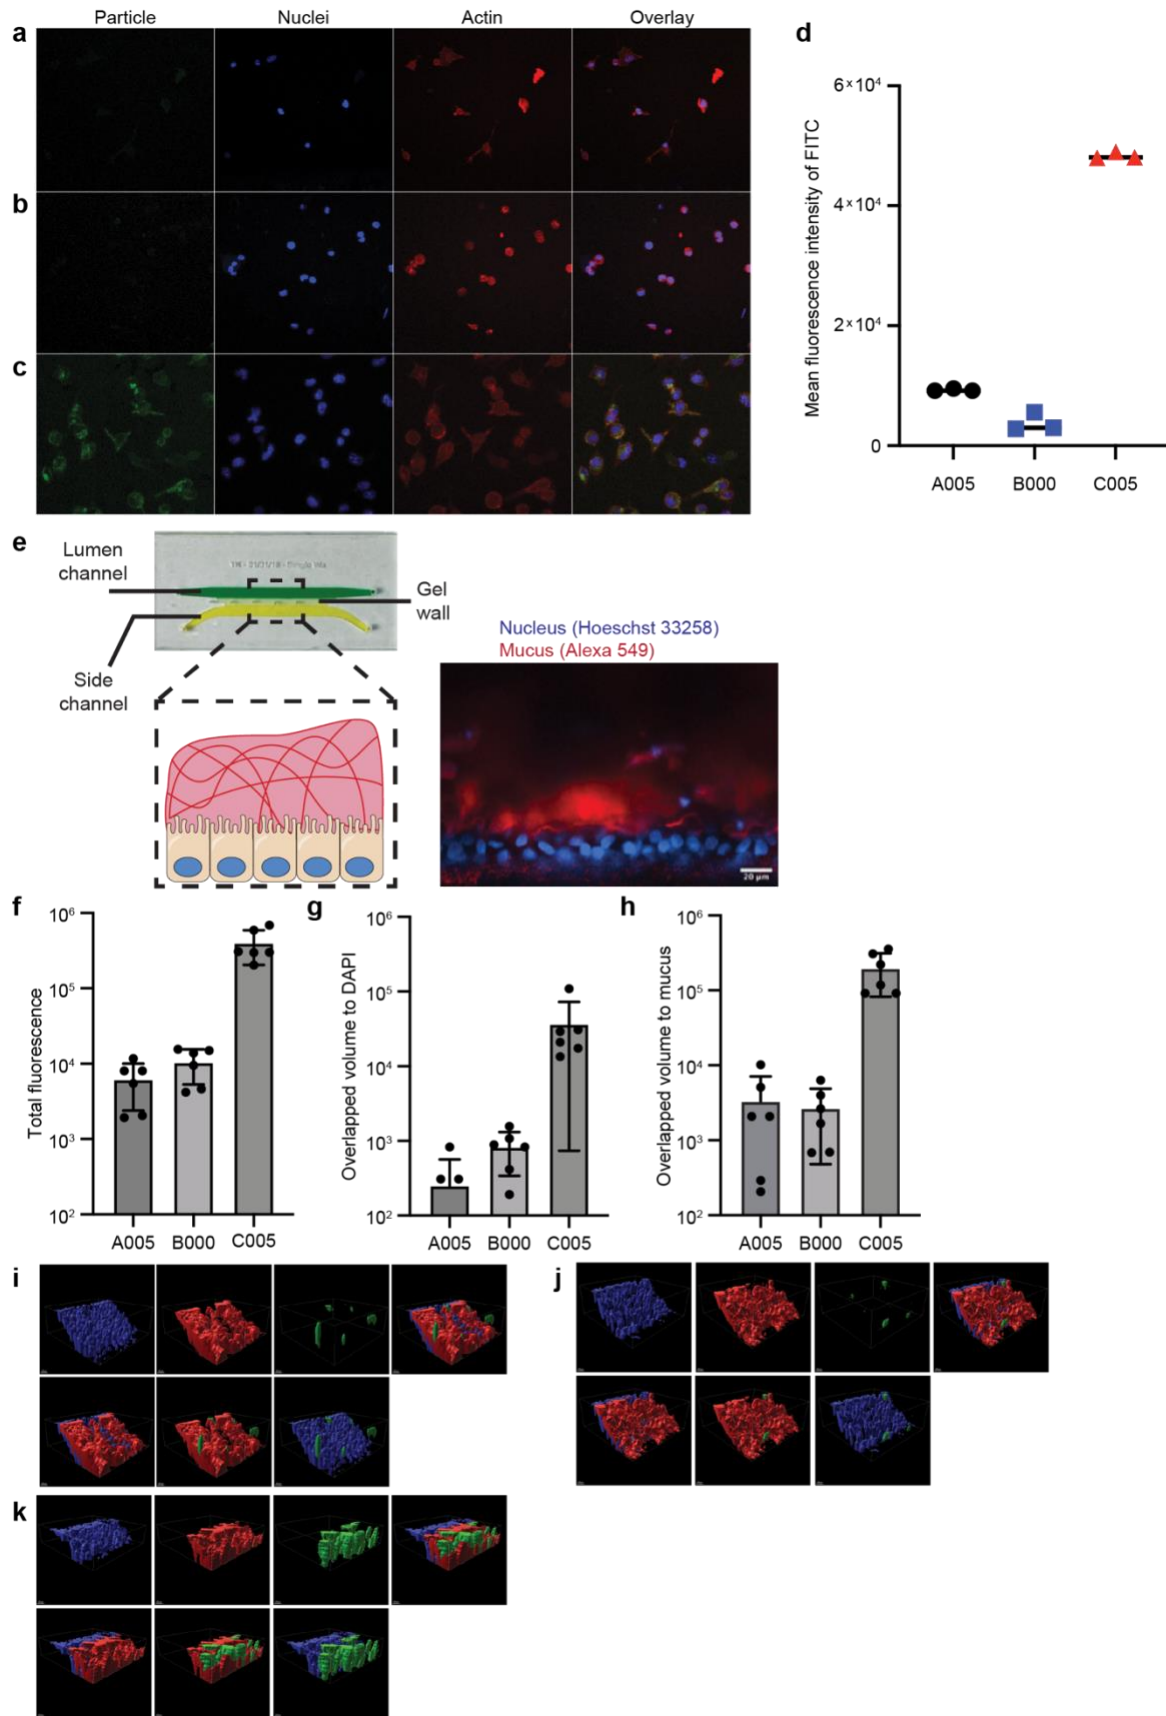 Particle Nuclei Actin Overlay
a
b
c
d
Mean fluorescence intensity of FITC
6×10⁴
4×10⁴
2×10⁴
0
A005 B000 C005
e
Lumen
channel
Gel
wall
Side
channel
Nucleus (Hoeschst 33258)
Mucus (Alexa 549)
20 μm
f
Total fluorescence
10⁶
10⁵
10⁴
10³
10²
A005 B000 C005
g
Overlapped volume to DAPI
10⁶
10⁵
10⁴
10³
10²
A005 B000 C005
h
Overlapped volume to mucus
10⁶
10⁵
10⁴
10³
10²
A005 B000 C005
i
j
k